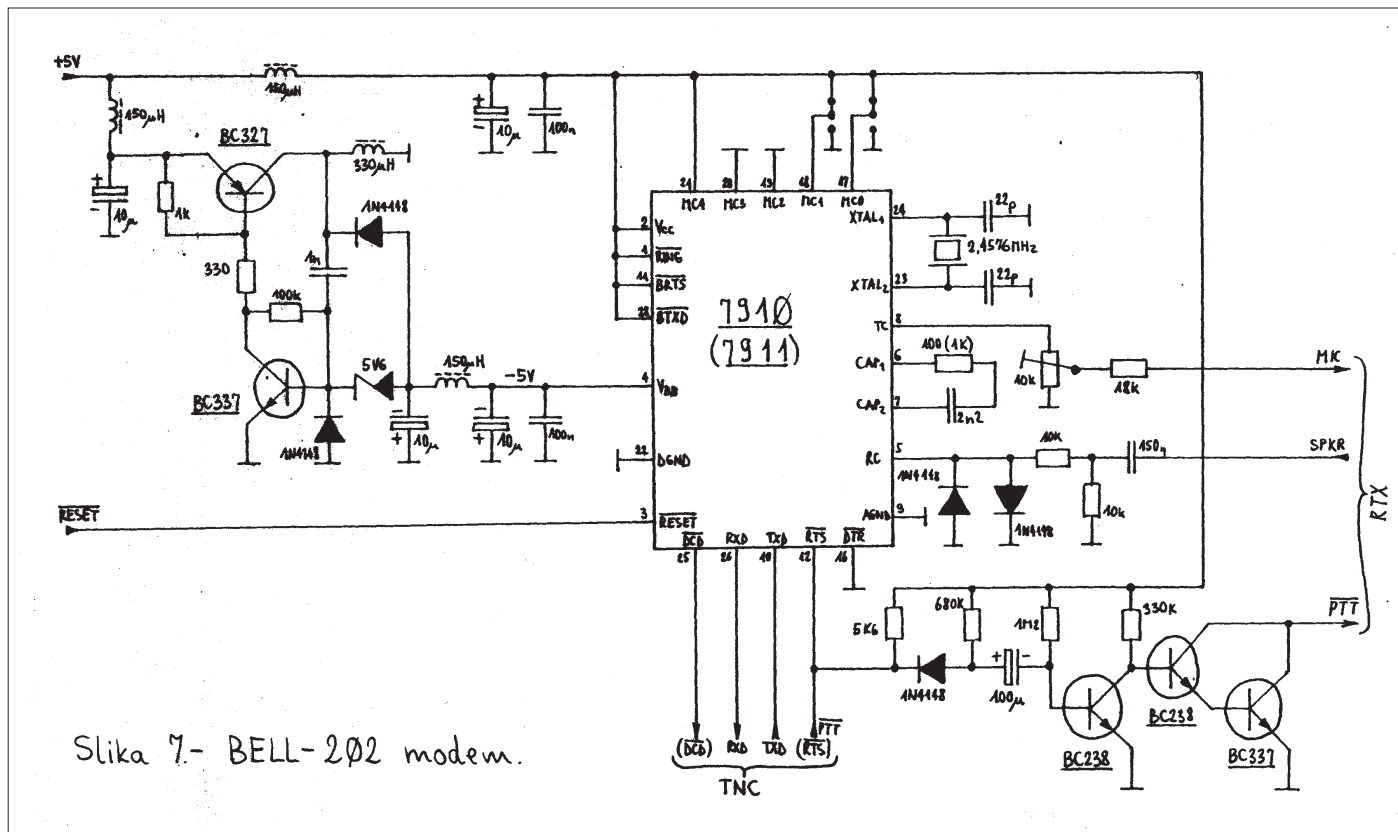 +5V
150µH
150µH
BC327
10µ
1k
330µH
1N4148
330
1n
100k
BC337
5V6
150µH
-5V
1N4148
10µ
10µ
100n
10µ
100n
21 20 19 18 17
MC4 MC3 MC2 MC1 MC0
2 Vcc
1 RING
11 BRTS
28 BTXD
4 VBB
22 DGND
3 RESET
RESET
7910
(7911)
XTAL1 24
XTAL2 23
TC 8
CAP1 6
CAP2 7
RC 5
AGND 9
22p
2,4576MHz
22p
100(1K)
2n2
10k
18k
MK
10k
150n
SPKR
1N4148
1N4148
10k
RTX
DCD RXD TXD RTS DTR
25 26 10 12 16
5K6
680k
1M2
330k
PTT
1N4148
100µ
BC238
BC238
BC337
PTT
(DCD) RXD TXD (RTS)
TNC
Slika 7.- BELL-202 modem.